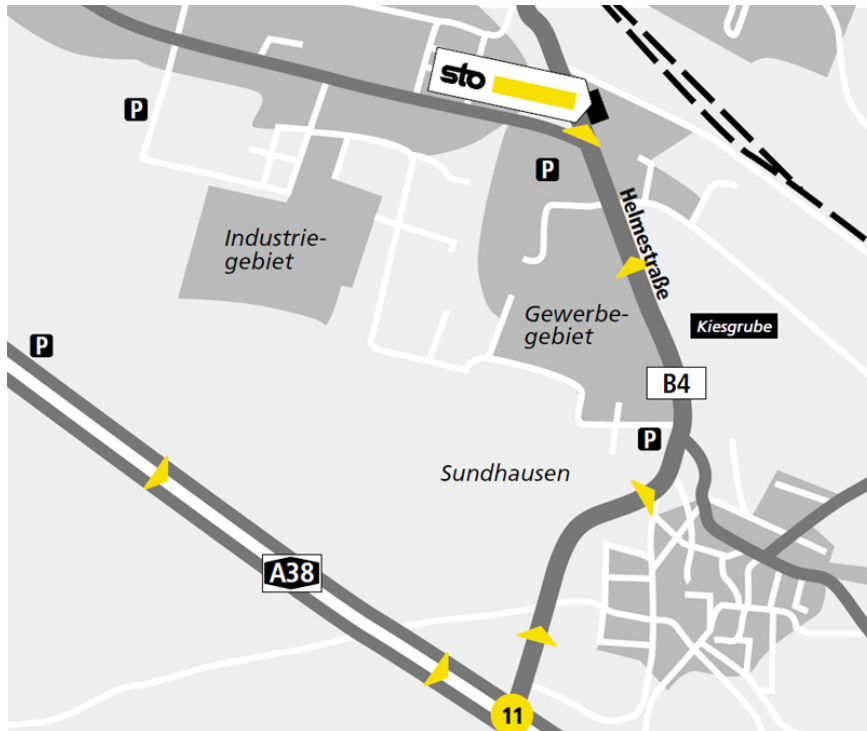 P
sto
P
Helmestraße
Industrie-
gebiet
Gewerbe-
gebiet
Kiesgrube
P
B4
P
Sundhausen
A38
11